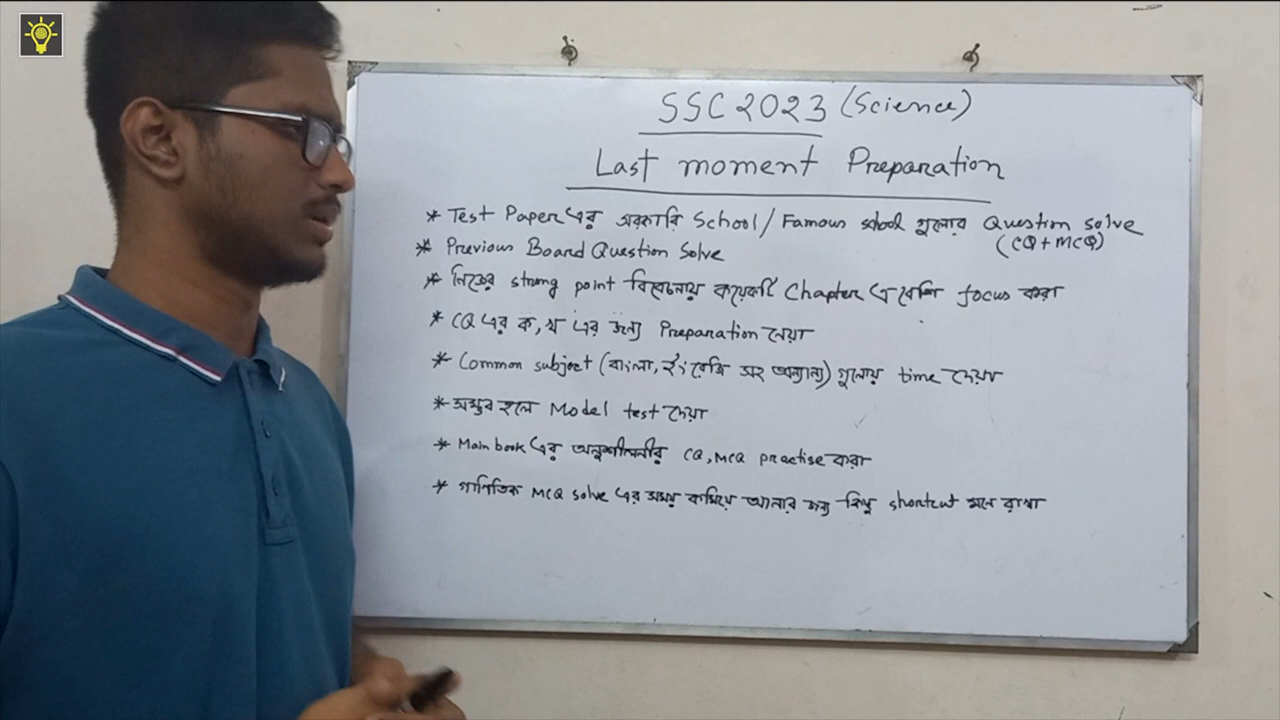 SSC 2023 (Science)
Last moment Preparation
* Test Paper এর সরকারি School / Famous school গুলোর Question solve
(CQ + MCQ)
* Previous Board Question Solve
* নিজের strong point বিবেচনায় কয়েকটি Chapter এ বেশি focus করা
* CQ এর ক, খ এর জন্য Preparation নেয়া
* Common subject (বাংলা, ইংরেজি সহ অন্যান্য) গুলোয় time দেয়া
* সম্ভব হলে Model test দেয়া
* Main book এর অনুশীলনীর CQ, MCQ practise করা
* গাণিতিক MCQ solve এর সময় কমিয়ে আনার জন্য কিছু shortcut মনে রাখা